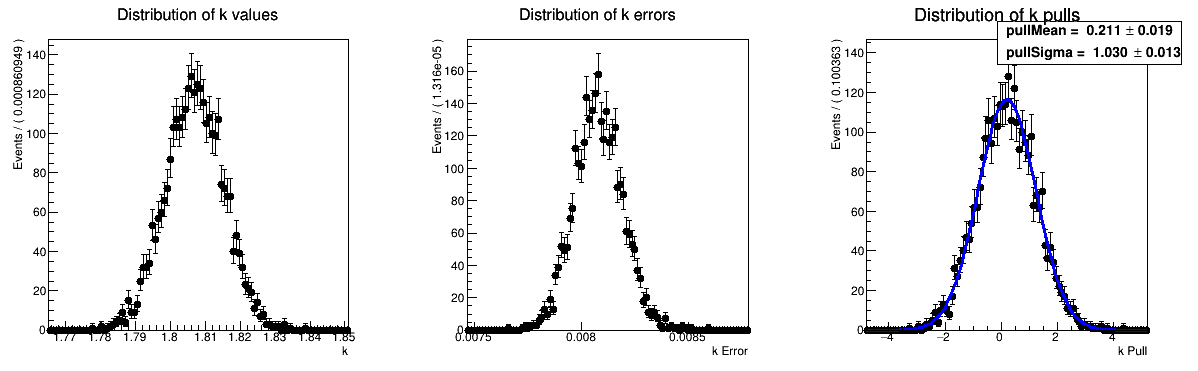 Distribution of k values
Events / ( 0.000860949 )
140
120
100
80
60
40
20
0
1.77 1.78 1.79 1.8 1.81 1.82 1.83 1.84 1.85
k
Distribution of k errors
Events / ( 1.316e-05 )
160
140
120
100
80
60
40
20
0
0.0075 0.008 0.0085
k Error
Distribution of k pulls
pullMean = 0.211 ± 0.019
pullSigma = 1.030 ± 0.013
Events / ( 0.100363 )
140
120
100
80
60
40
20
0
−4 −2 0 2 4
k Pull